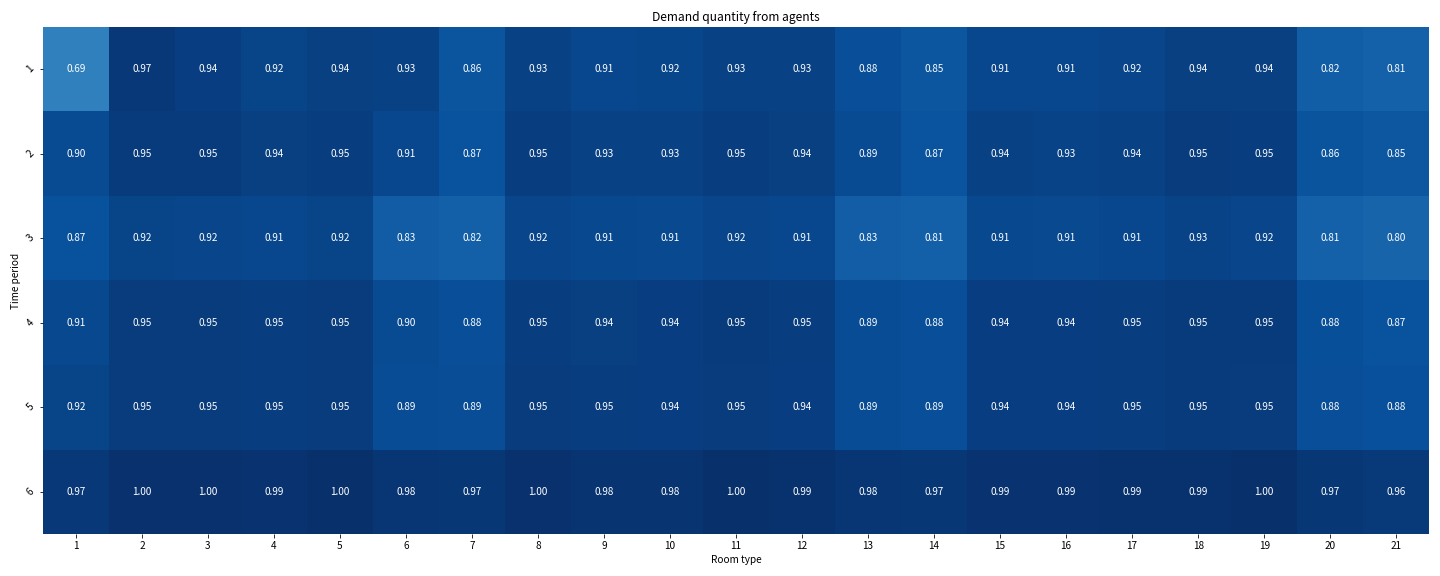 Demand quantity from agents
1 0.69 0.97 0.94 0.92 0.94 0.93 0.86 0.93 0.91 0.92 0.93 0.93 0.88 0.85 0.91 0.91 0.92 0.94 0.94 0.82 0.81
2 0.90 0.95 0.95 0.94 0.95 0.91 0.87 0.95 0.93 0.93 0.95 0.94 0.89 0.87 0.94 0.93 0.94 0.95 0.95 0.86 0.85
3 0.87 0.92 0.92 0.91 0.92 0.83 0.82 0.92 0.91 0.91 0.92 0.91 0.83 0.81 0.91 0.91 0.91 0.93 0.92 0.81 0.80
Time period
4 0.91 0.95 0.95 0.95 0.95 0.90 0.88 0.95 0.94 0.94 0.95 0.95 0.89 0.88 0.94 0.94 0.95 0.95 0.95 0.88 0.87
5 0.92 0.95 0.95 0.95 0.95 0.89 0.89 0.95 0.95 0.94 0.95 0.94 0.89 0.89 0.94 0.94 0.95 0.95 0.95 0.88 0.88
6 0.97 1.00 1.00 0.99 1.00 0.98 0.97 1.00 0.98 0.98 1.00 0.99 0.98 0.97 0.99 0.99 0.99 0.99 1.00 0.97 0.96
1 2 3 4 5 6 7 8 9 10 11 12 13 14 15 16 17 18 19 20 21
Room type